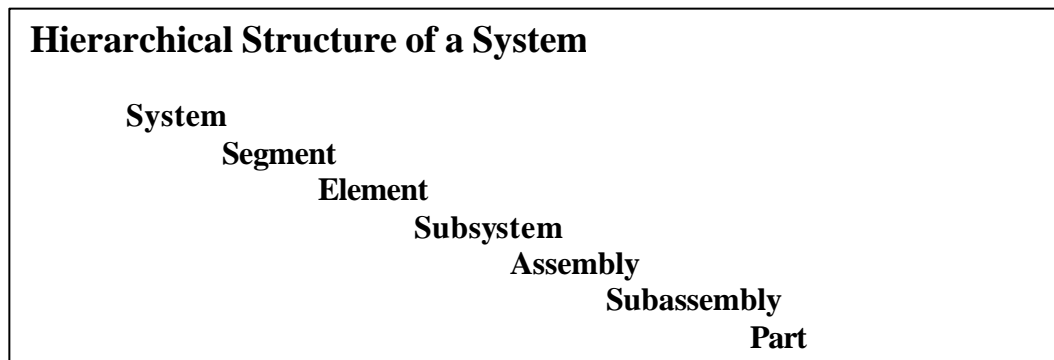 Hierarchical Structure of a System
System
Segment
Element
Subsystem
Assembly
Subassembly
Part